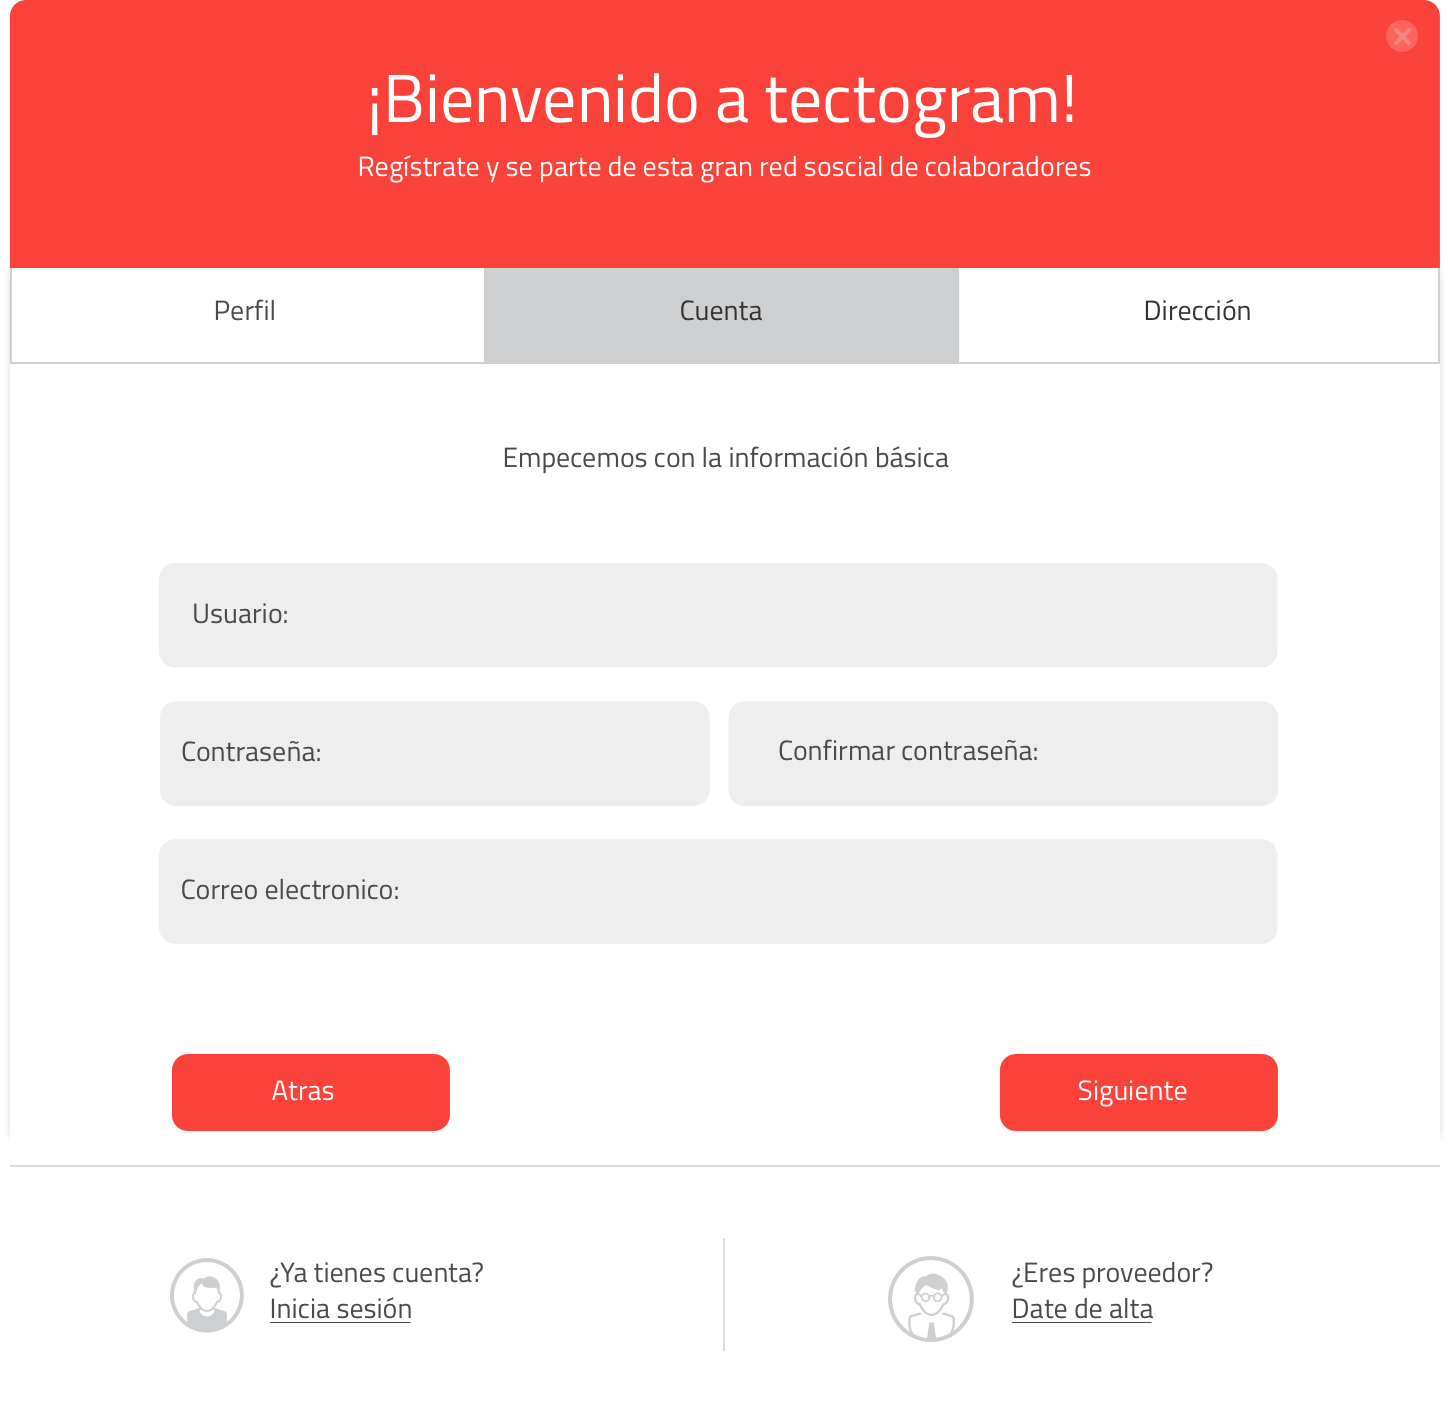 ¡Bienvenido a tectogram!
Regístrate y se parte de esta gran red soscial de colaboradores
Perfil
Cuenta
Dirección
Empecemos con la información básica
Usuario:
Contraseña:
Confirmar contraseña:
Correo electronico:
Atras
Siguiente
¿Ya tienes cuenta?
Inicia sesión
¿Eres proveedor?
Date de alta